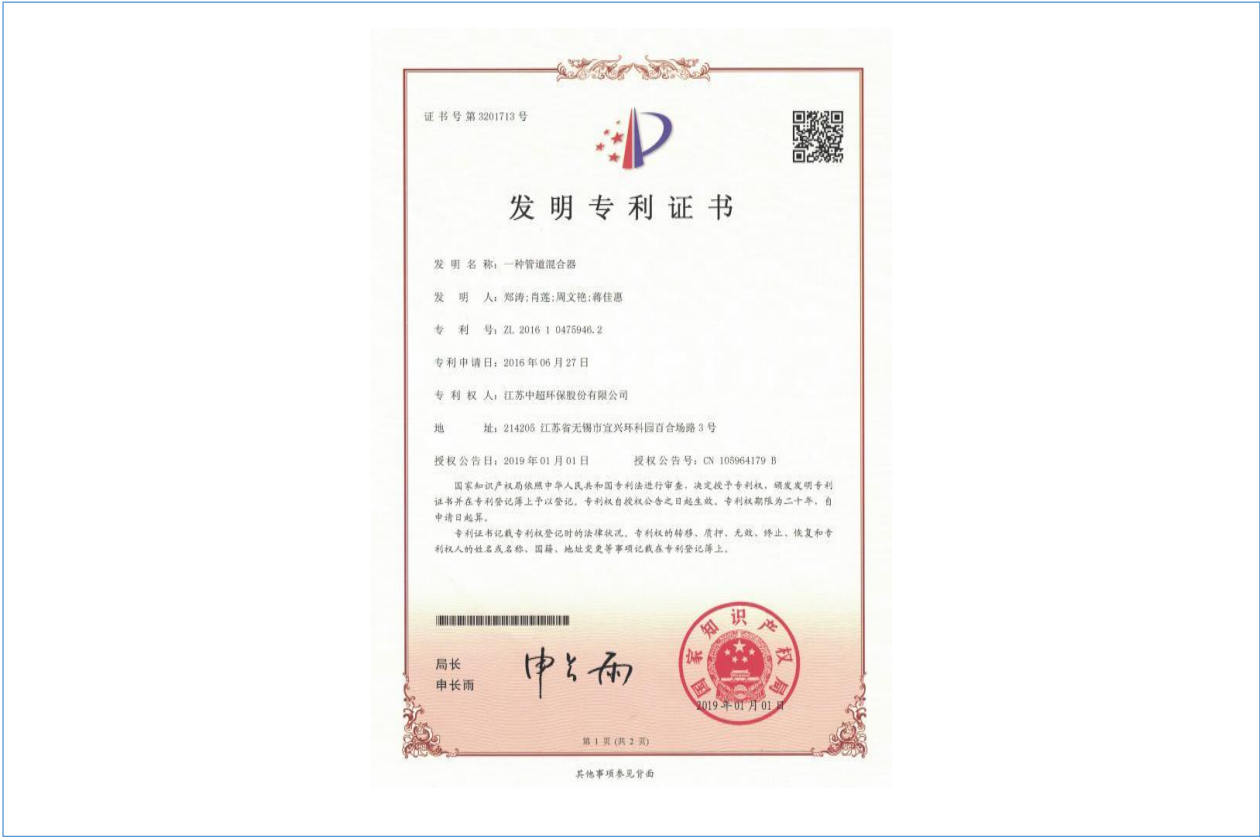 证书号第3201713号
发明专利证书
发明名称：一种管道混合器
发明人：郑涛;肖莲;周文艳;蒋佳惠
专利号：ZL 2016 1 0475946.2
专利申请日：2016年06月27日
专利权人：江苏中超环保股份有限公司
地址：214205 江苏省无锡市宜兴环科园百合场路3号
授权公告日：2019年01月01日 授权公告号：CN 105964179 B
国家知识产权局依照中华人民共和国专利法进行审查，决定授予专利权，颁发发明专利
证书并在专利登记簿上予以登记。专利权自授权公告之日起生效。专利权期限为二十年，自
申请日起算。
专利证书记载专利权登记时的法律状况。专利权的转移、质押、无效、终止、恢复和专
利权人的姓名或名称、国籍、地址变更等事项记载在专利登记簿上。
局长
申长雨
申长雨
国家知识产权局
2019年01月01日
第 1 页 (共 2 页)
其他事项参见背面